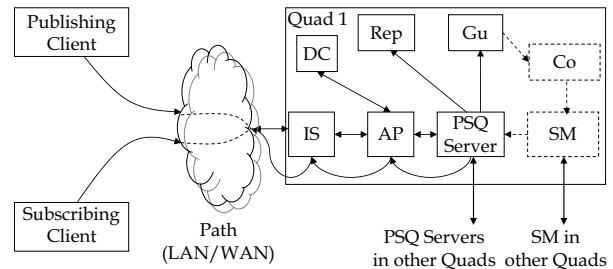 Publishing
Client
Quad 1
DC
Rep
Gu
Co
IS
AP
PSQ
Server
SM
Subscribing
Client
Path
(LAN/WAN)
PSQ Servers
in other Quads
SM in
other Quads